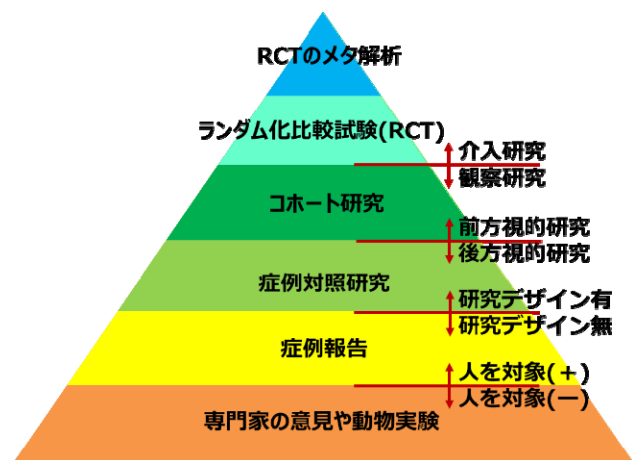 RCTのメタ解析
ランダム化比較試験(RCT)
介入研究
観察研究
コホート研究
前方視的研究
後方視的研究
症例対照研究
研究デザイン有
研究デザイン無
症例報告
人を対象(+)
人を対象(ー)
専門家の意見や動物実験